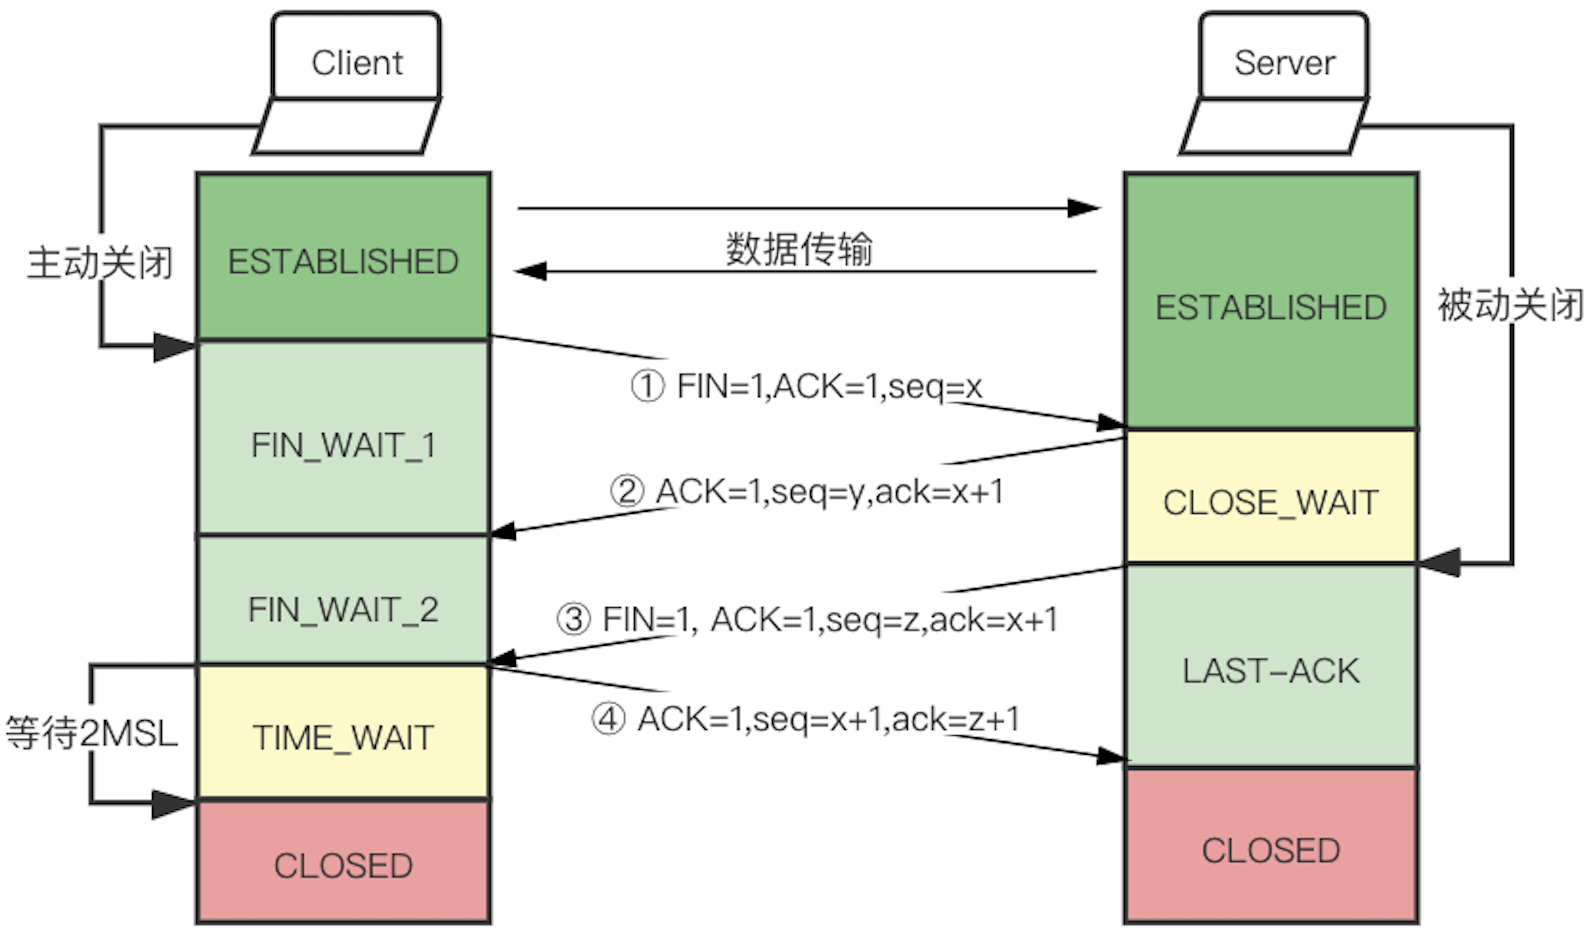 Client
Server
主动关闭
ESTABLISHED
数据传输
ESTABLISHED
被动关闭
① FIN=1,ACK=1,seq=x
FIN_WAIT_1
② ACK=1,seq=y,ack=x+1
CLOSE_WAIT
FIN_WAIT_2
③ FIN=1, ACK=1,seq=z,ack=x+1
LAST-ACK
等待2MSL
TIME_WAIT
④ ACK=1,seq=x+1,ack=z+1
CLOSED
CLOSED